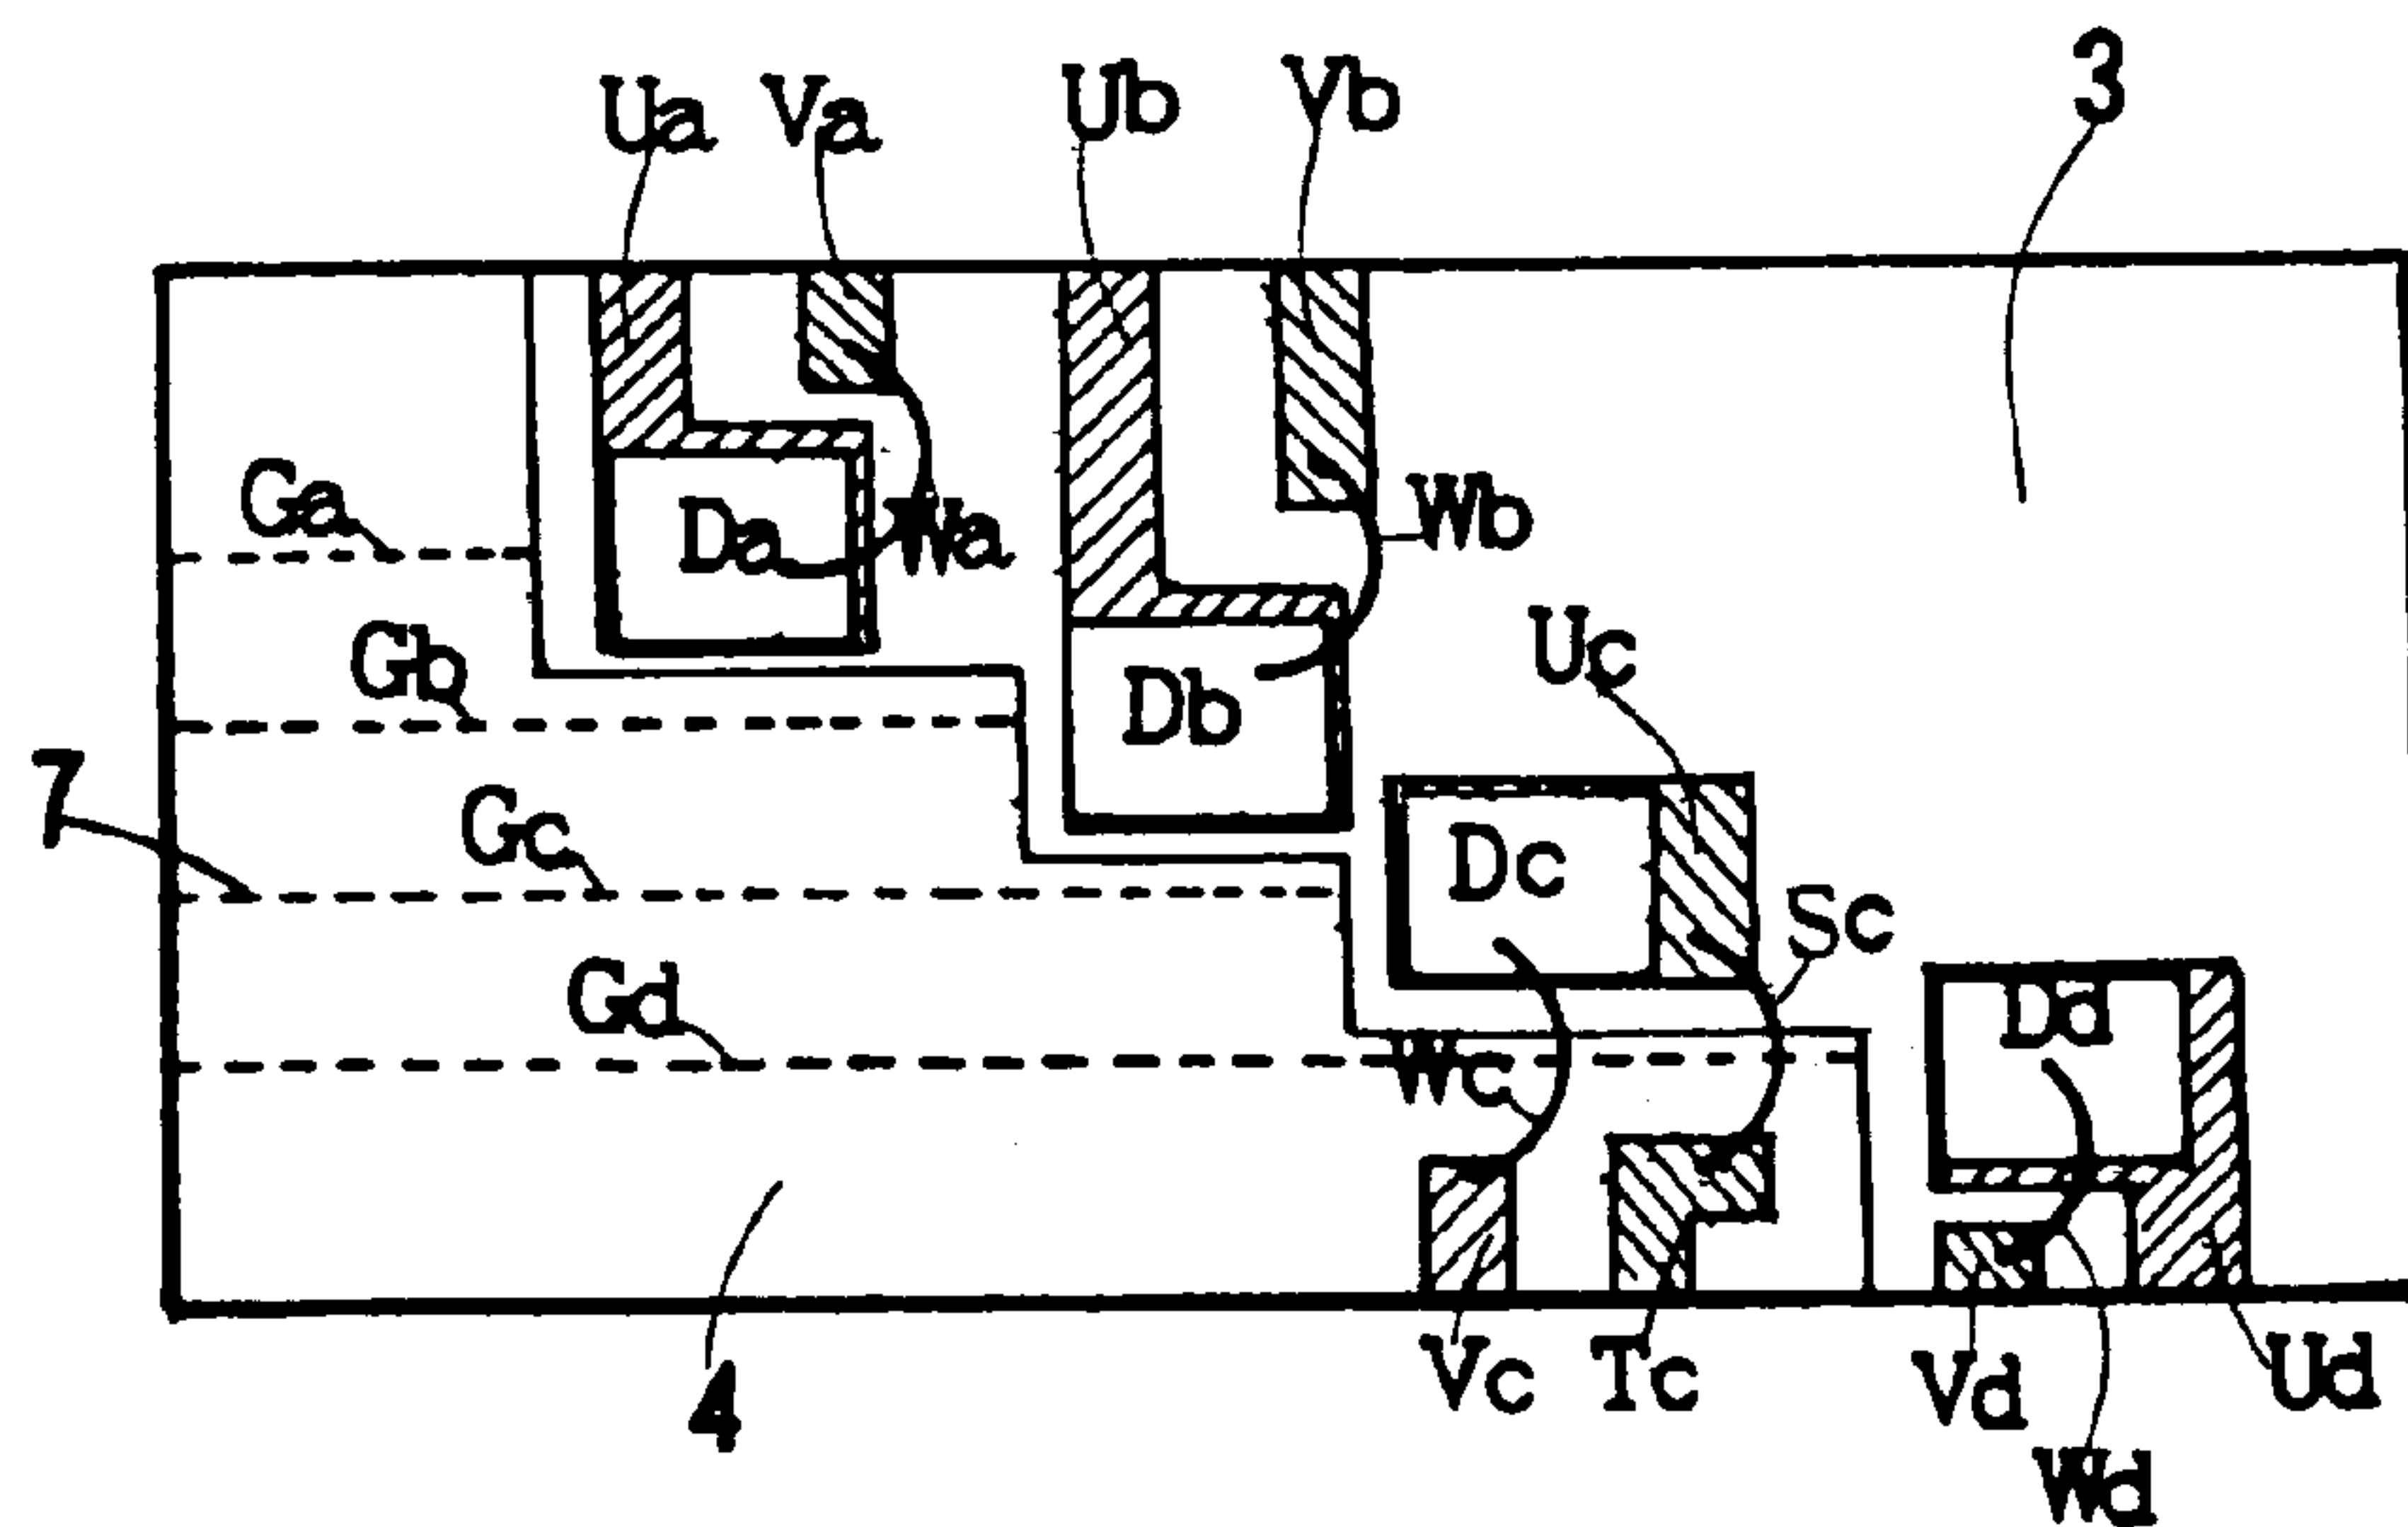 Ua Va Ub Vb 3
Ga
Da Wa Wb
Gb Uc
Db
7 Gc Dc
Sc
Gd Dd
Wc
4 Vc Tc Vd Ud
Wd